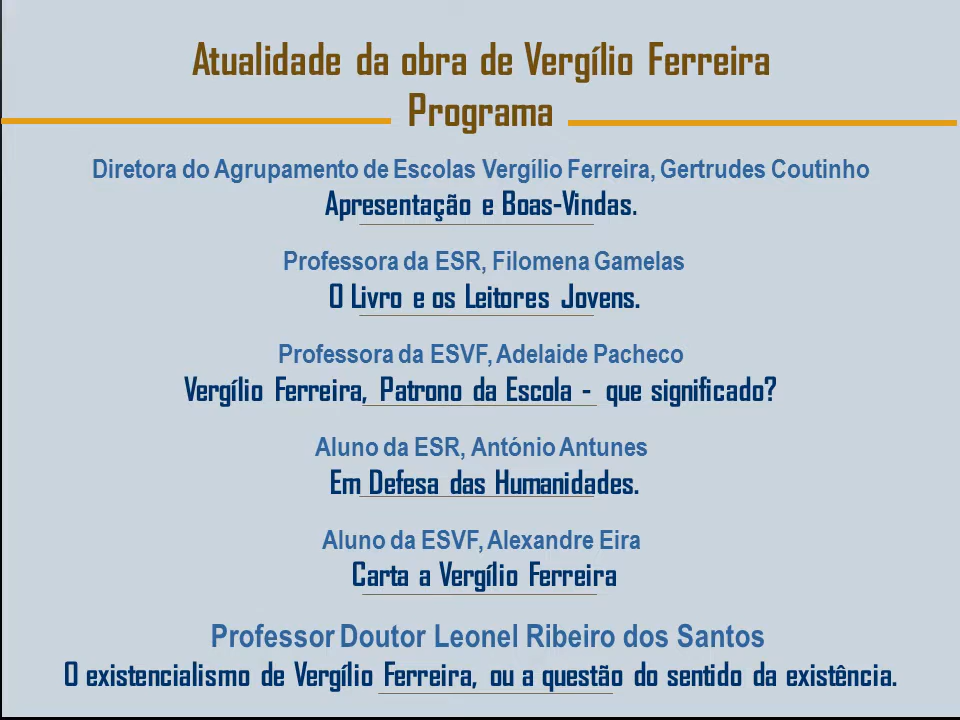 Atualidade da obra de Vergílio Ferreira
Programa
Diretora do Agrupamento de Escolas Vergílio Ferreira, Gertrudes Coutinho
Apresentação e Boas-Vindas.
Professora da ESR, Filomena Gamelas
O Livro e os Leitores Jovens.
Professora da ESVF, Adelaide Pacheco
Vergílio Ferreira, Patrono da Escola - que significado?
Aluno da ESR, António Antunes
Em Defesa das Humanidades.
Aluno da ESVF, Alexandre Eira
Carta a Vergílio Ferreira
Professor Doutor Leonel Ribeiro dos Santos
O existencialismo de Vergílio Ferreira, ou a questão do sentido da existência.